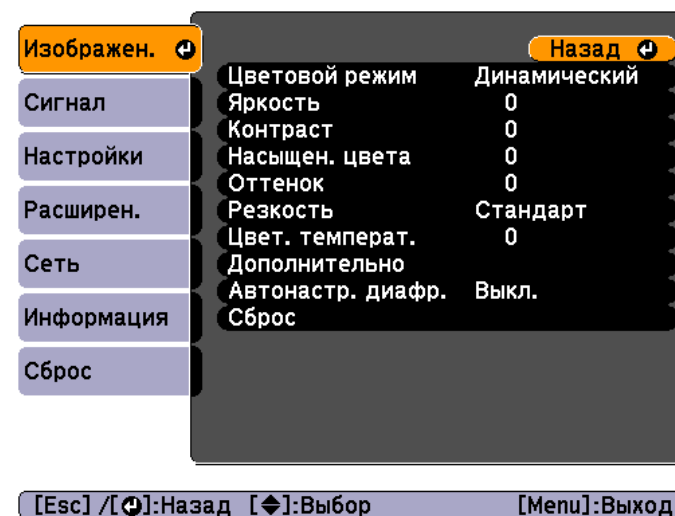 Изображен.
Назад
Цветовой режим Динамический
Сигнал
Яркость 0
Контраст 0
Настройки
Насыщен. цвета 0
Оттенок 0
Расширен.
Резкость Стандарт
Цвет. температ. 0
Сеть
Дополнительно
Автонастр. диафр. Выкл.
Информация
Сброс
Сброс
[Esc] /[⏎]:Назад [◆]:Выбор [Menu]:Выход